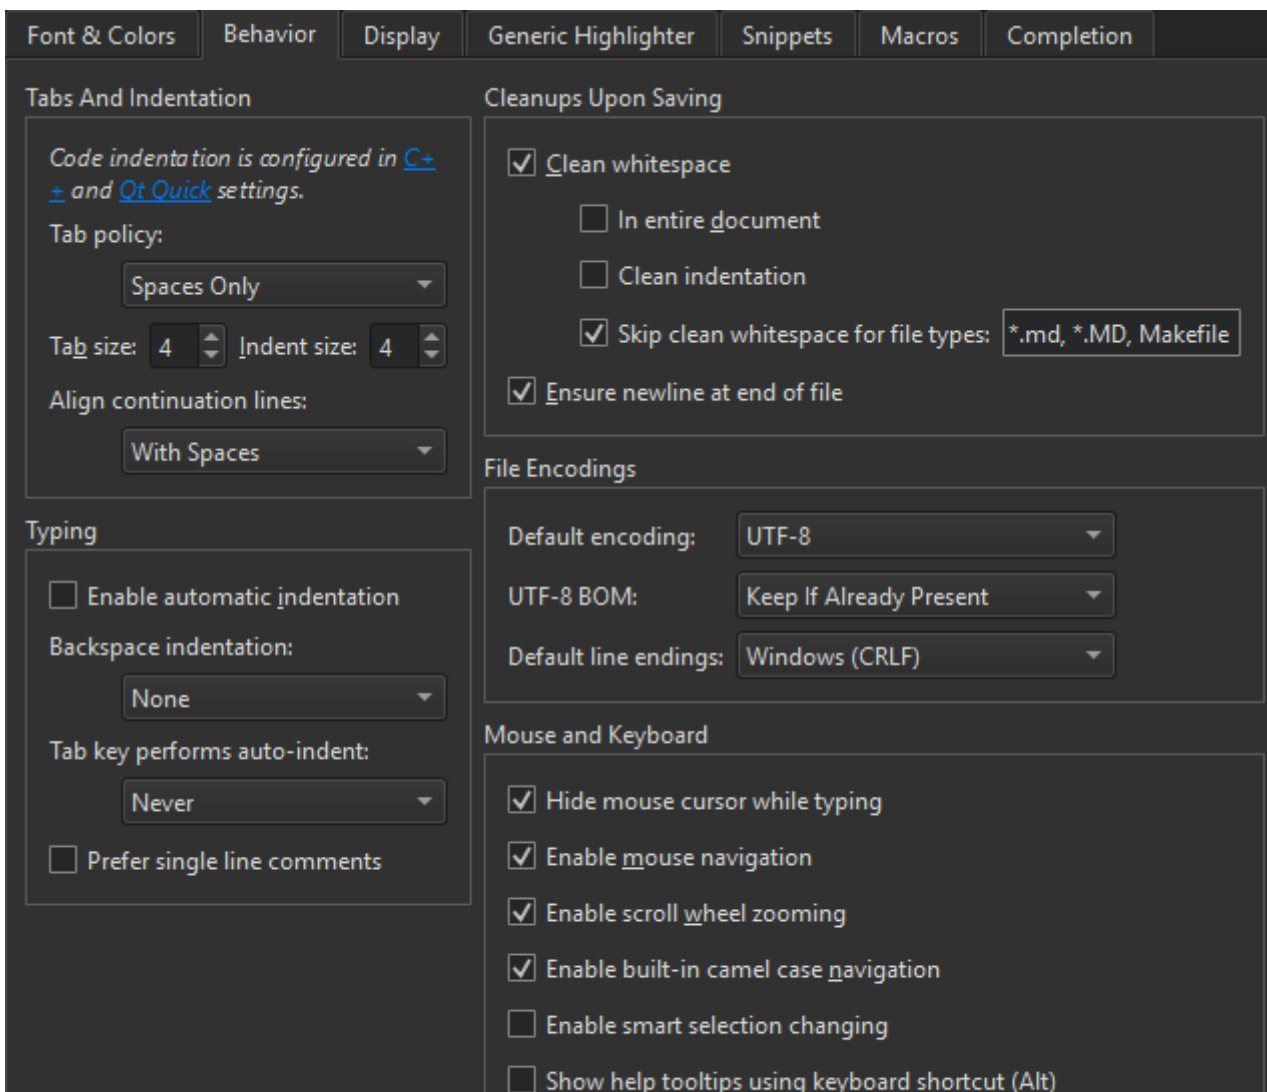 Font & Colors
Behavior
Display
Generic Highlighter
Snippets
Macros
Completion
Tabs And Indentation
Code indentation is configured in C+
+ and Qt Quick settings.
Tab policy:
Spaces Only
Tab size: 4 Indent size: 4
Align continuation lines:
With Spaces
Typing
Enable automatic indentation
Backspace indentation:
None
Tab key performs auto-indent:
Never
Prefer single line comments
Cleanups Upon Saving
Clean whitespace
In entire document
Clean indentation
Skip clean whitespace for file types: *.md, *.MD, Makefile
Ensure newline at end of file
File Encodings
Default encoding: UTF-8
UTF-8 BOM: Keep If Already Present
Default line endings: Windows (CRLF)
Mouse and Keyboard
Hide mouse cursor while typing
Enable mouse navigation
Enable scroll wheel zooming
Enable built-in camel case navigation
Enable smart selection changing
Show help tooltips using keyboard shortcut (Alt)